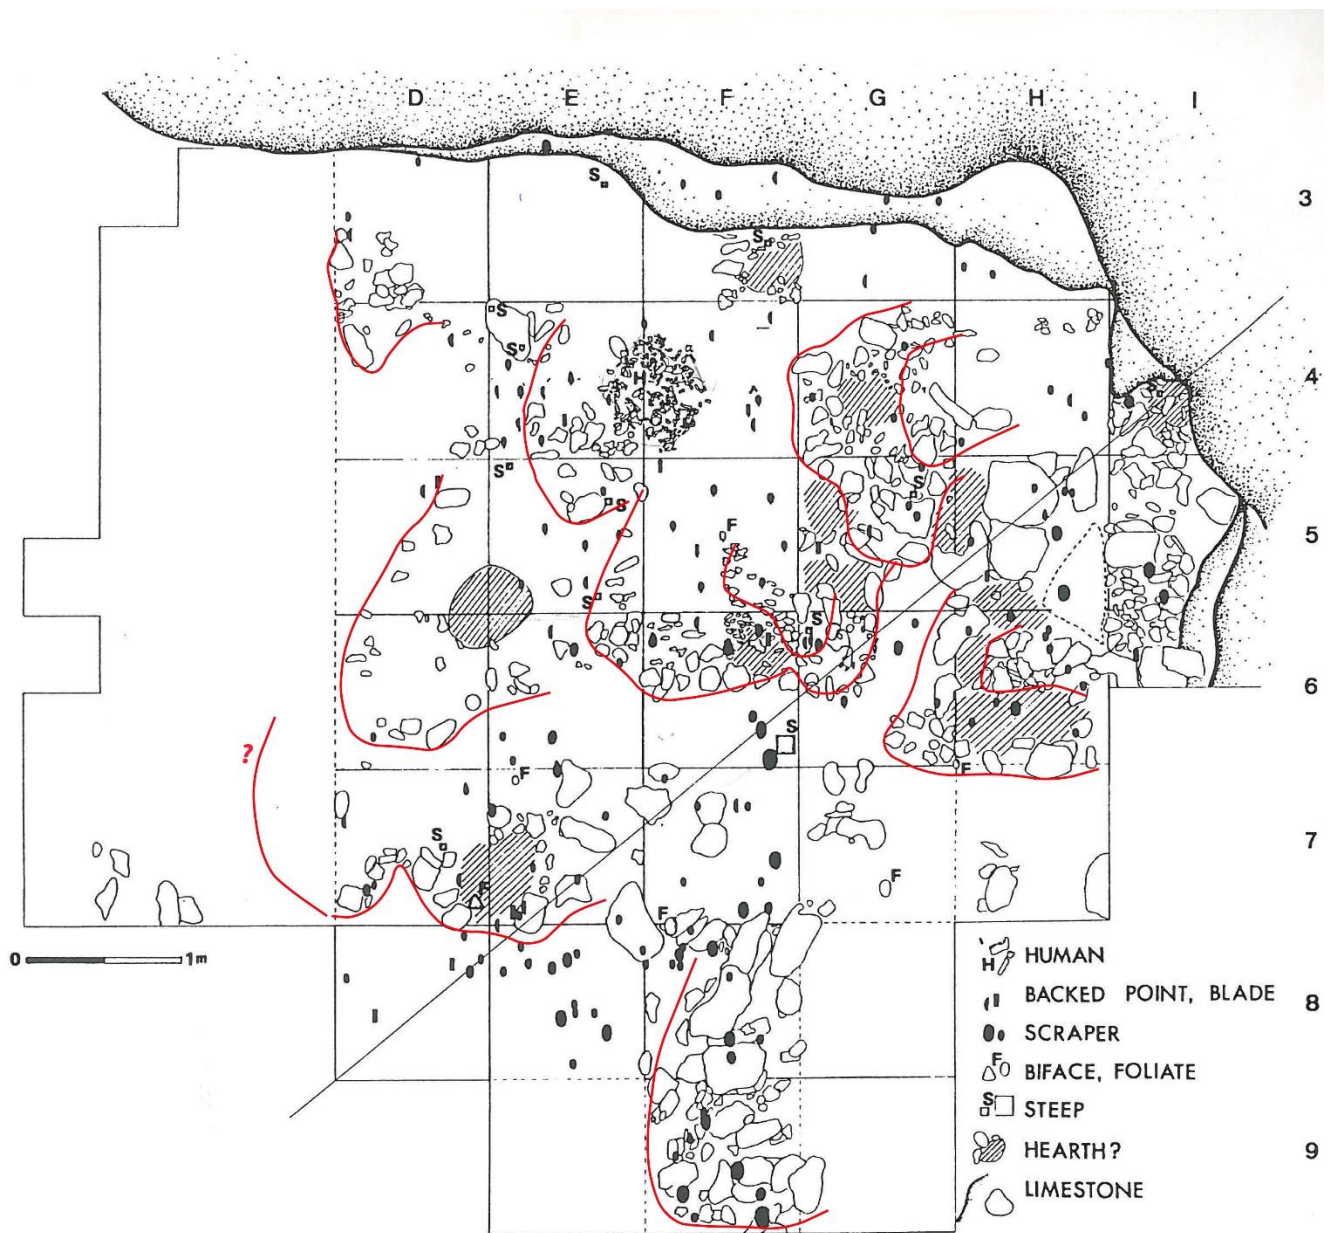 D E F G H I
S
3
S
S
4
H
S
S
S
S
S
5
F
S
S
6
?
S
F
F
7
S
F
F
F
0 1m
HUMAN
H
BACKED POINT, BLADE
8
SCRAPER
F
BIFACE, FOLIATE
S
STEEP
HEARTH?
9
LIMESTONE